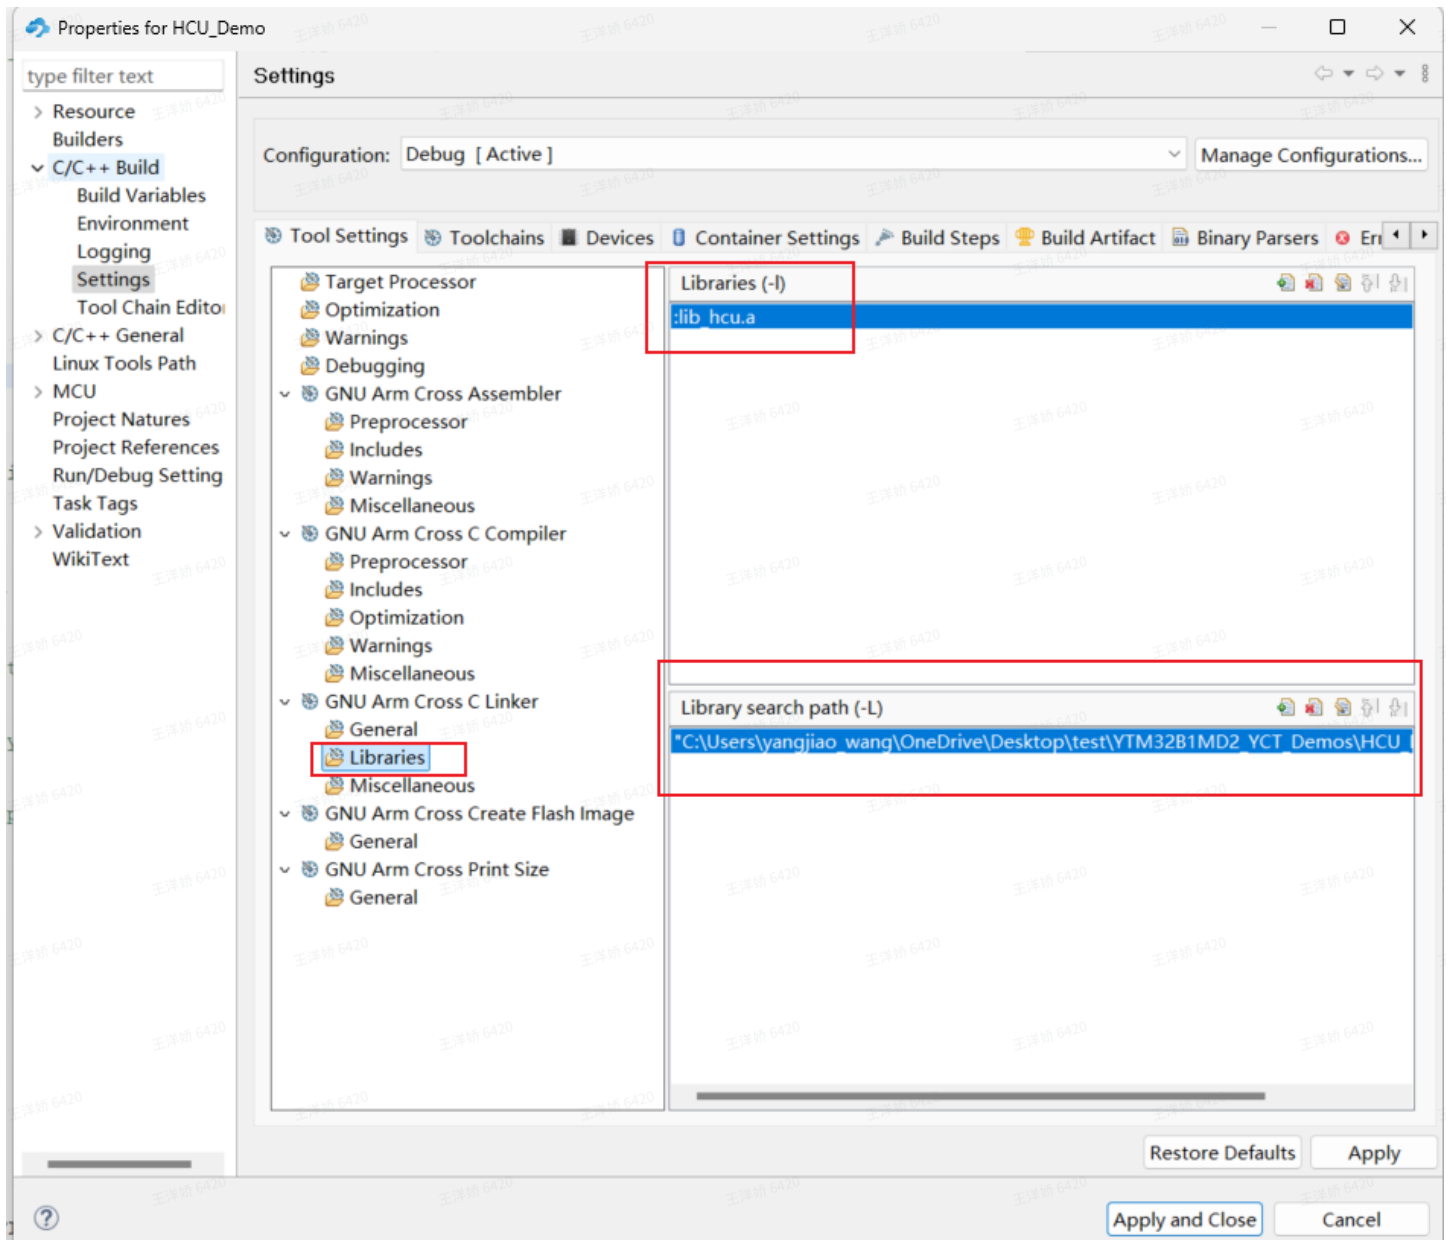 Properties for HCU_Demo
type filter text
Resource
Builders
C/C++ Build
Build Variables
Environment
Logging
Settings
Tool Chain Editor
C/C++ General
Linux Tools Path
MCU
Project Natures
Project References
Run/Debug Setting
Task Tags
Validation
WikiText
Settings
Configuration:
Debug [ Active ]
Manage Configurations...
Tool Settings
Toolchains
Devices
Container Settings
Build Steps
Build Artifact
Binary Parsers
Target Processor
Optimization
Warnings
Debugging
GNU Arm Cross Assembler
Preprocessor
Includes
Warnings
Miscellaneous
GNU Arm Cross C Compiler
Preprocessor
Includes
Optimization
Warnings
Miscellaneous
GNU Arm Cross C Linker
General
Libraries
Miscellaneous
GNU Arm Cross Create Flash Image
General
GNU Arm Cross Print Size
General
Libraries (-l)
:lib_hcu.a
Library search path (-L)
"C:\Users\yangjiao_wang\OneDrive\Desktop\test\YTM32B1MD2_YCT_Demos\HCU_
Restore Defaults
Apply
Apply and Close
Cancel
王洋娇 6420